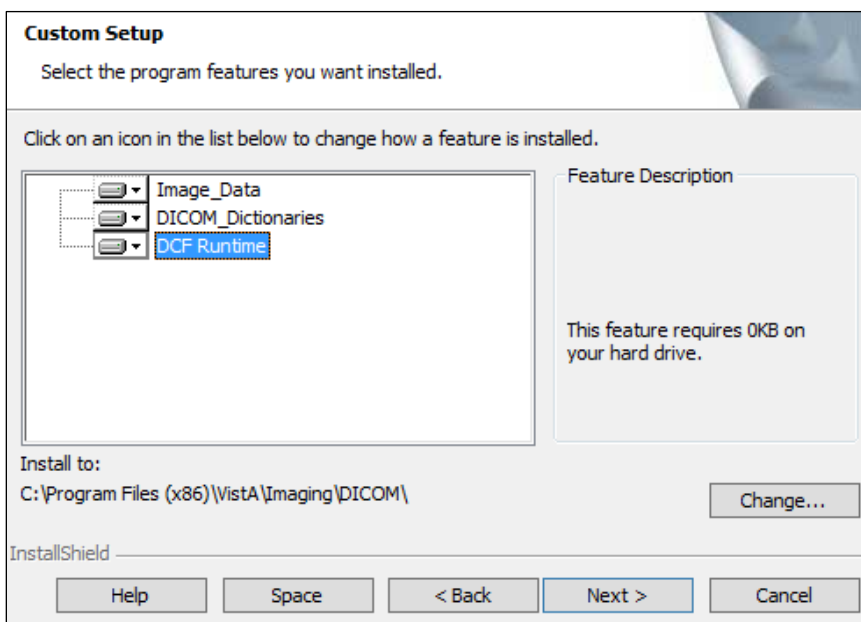 Custom Setup
Select the program features you want installed.
Click on an icon in the list below to change how a feature is installed.
Image_Data
DICOM_Dictionaries
DCF Runtime
Feature Description
This feature requires 0KB on
your hard drive.
Install to:
C:\Program Files (x86)\VistA\Imaging\DICOM\
Change...
InstallShield
Help
Space
< Back
Next >
Cancel